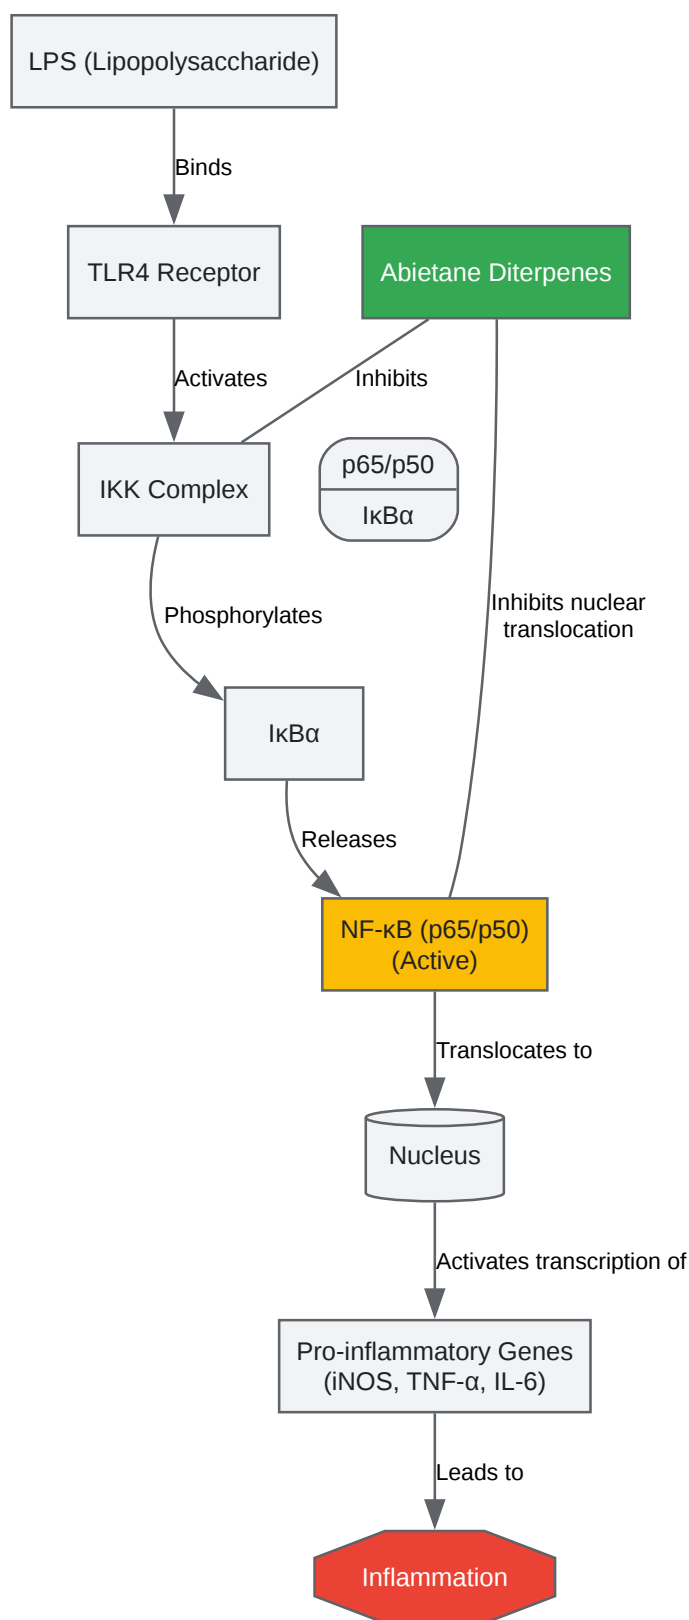 LPS (Lipopolysaccharide)
Binds
TLR4 Receptor
Abietane Diterpenes
Activates
Inhibits
IKK Complex
p65/p50
IκBα
Phosphorylates
Inhibits nuclear
translocation
IκBα
Releases
NF-κB (p65/p50)
(Active)
Translocates to
Nucleus
Activates transcription of
Pro-inflammatory Genes
(iNOS, TNF-α, IL-6)
Leads to
Inflammation